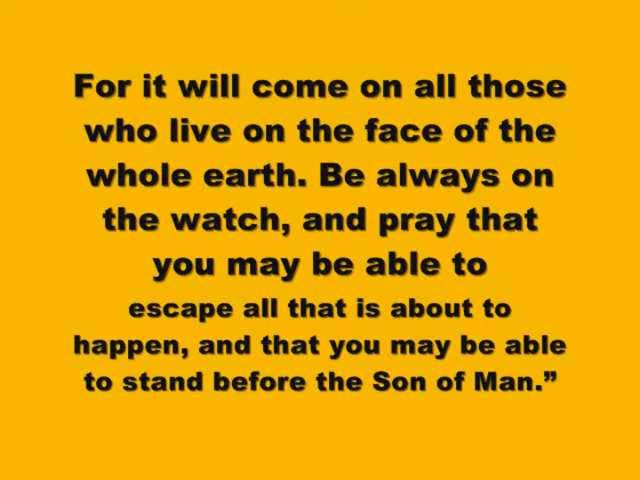 For it will come on all those
who live on the face of the
whole earth. Be always on
the watch, and pray that
you may be able to
escape all that is about to
happen, and that you may be able
to stand before the Son of Man.”